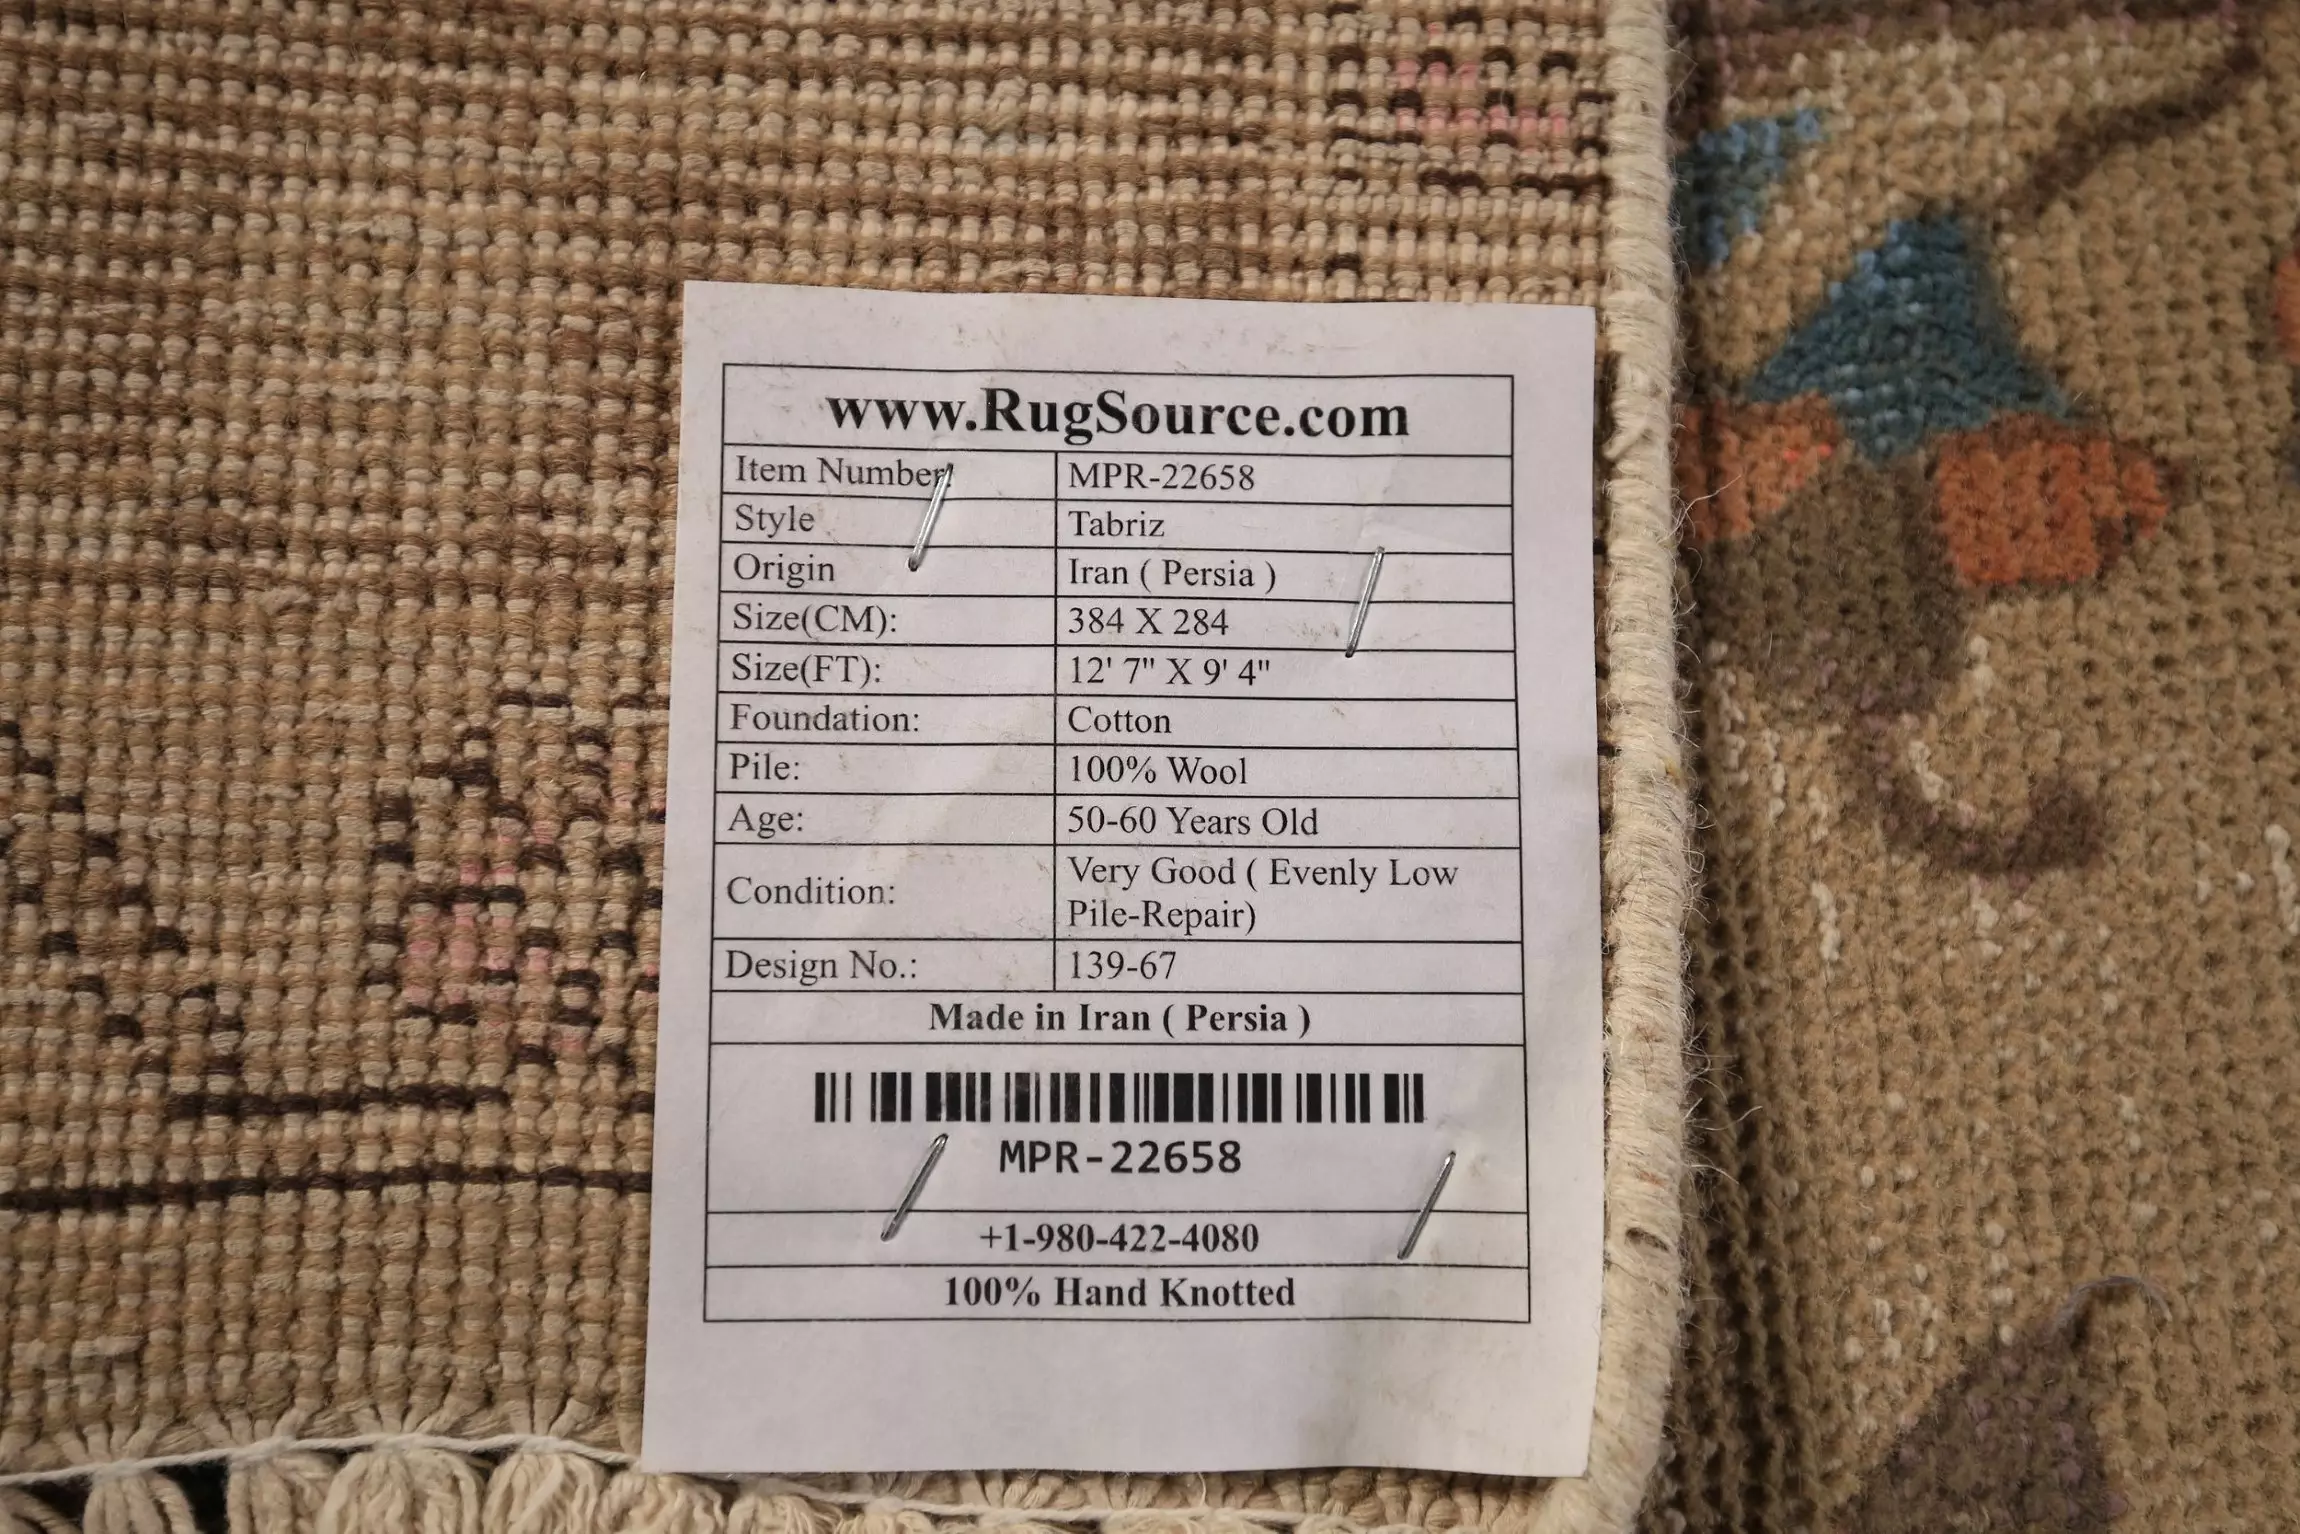 www.RugSource.com
Item Number: MPR-22658
Style Tabriz
Origin Iran ( Persia )
Size(CM): 384 X 284
Size(FT): 12' 7" X 9' 4"
Foundation: Cotton
Pile: 100% Wool
Age: 50-60 Years Old
Condition: Very Good ( Evenly Low
Pile-Repair)
Design No.: 139-67
Made in Iran ( Persia )
MPR-22658
+1-980-422-4080
100% Hand Knotted